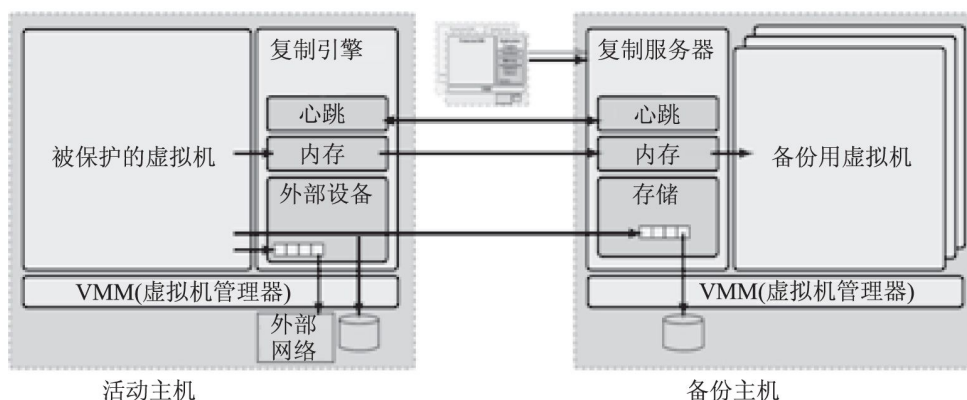 复制引擎
心跳
被保护的虚拟机
内存
外部设备
VMM(虚拟机管理器)
外部
网络
活动主机
复制服务器
心跳
内存
备份用虚拟机
存储
VMM(虚拟机管理器)
备份主机